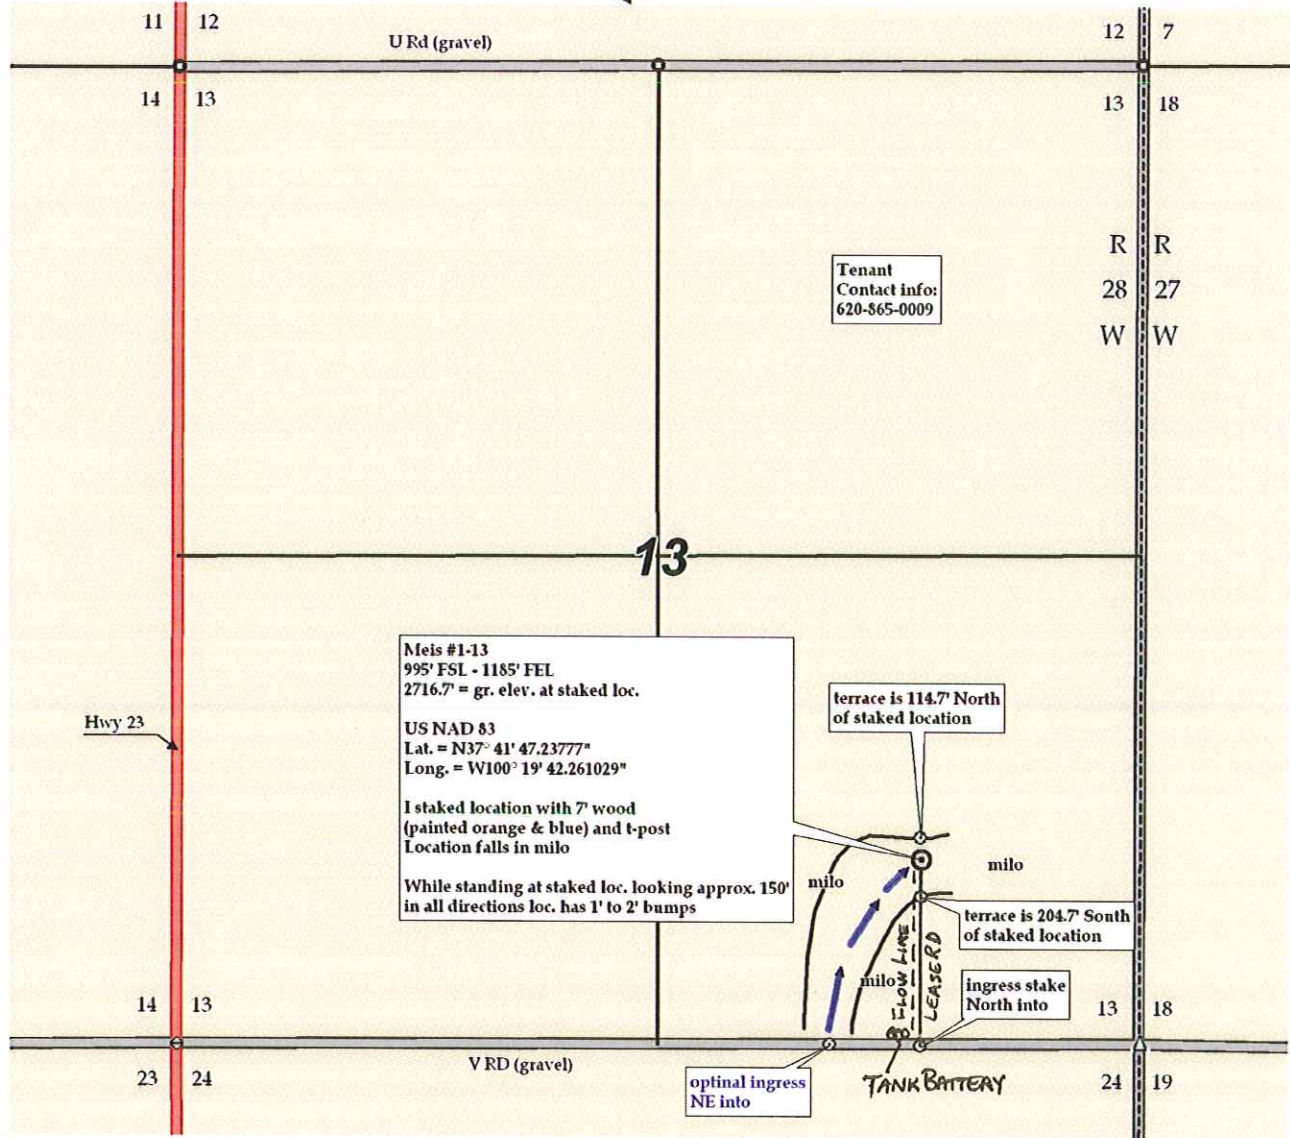 11 12
U Rd (gravel)
12 7
14 13
13 18
R R
28 27
W W
Tenant
Contact info:
620-865-0009
13
Meis #1-13
995' FSL - 1185' FEL
2716.7' = gr. elev. at staked loc.
US NAD 83
Lat. = N37° 41' 47.23777"
Long. = W100° 19' 42.261029"
I staked location with 7' wood
(painted orange & blue) and t-post
Location falls in milo
While standing at staked loc. looking approx. 150'
in all directions loc. has 1' to 2' bumps
terrace is 114.7' North
of staked location
Hwy 23
milo
milo
terrace is 204.7' South
of staked location
milo
FLOW LINE
LEASE RD
ingress stake
North into
14 13
13 18
V RD (gravel)
23 24
optinal ingress
NE into
TANK BATTERY
24 19